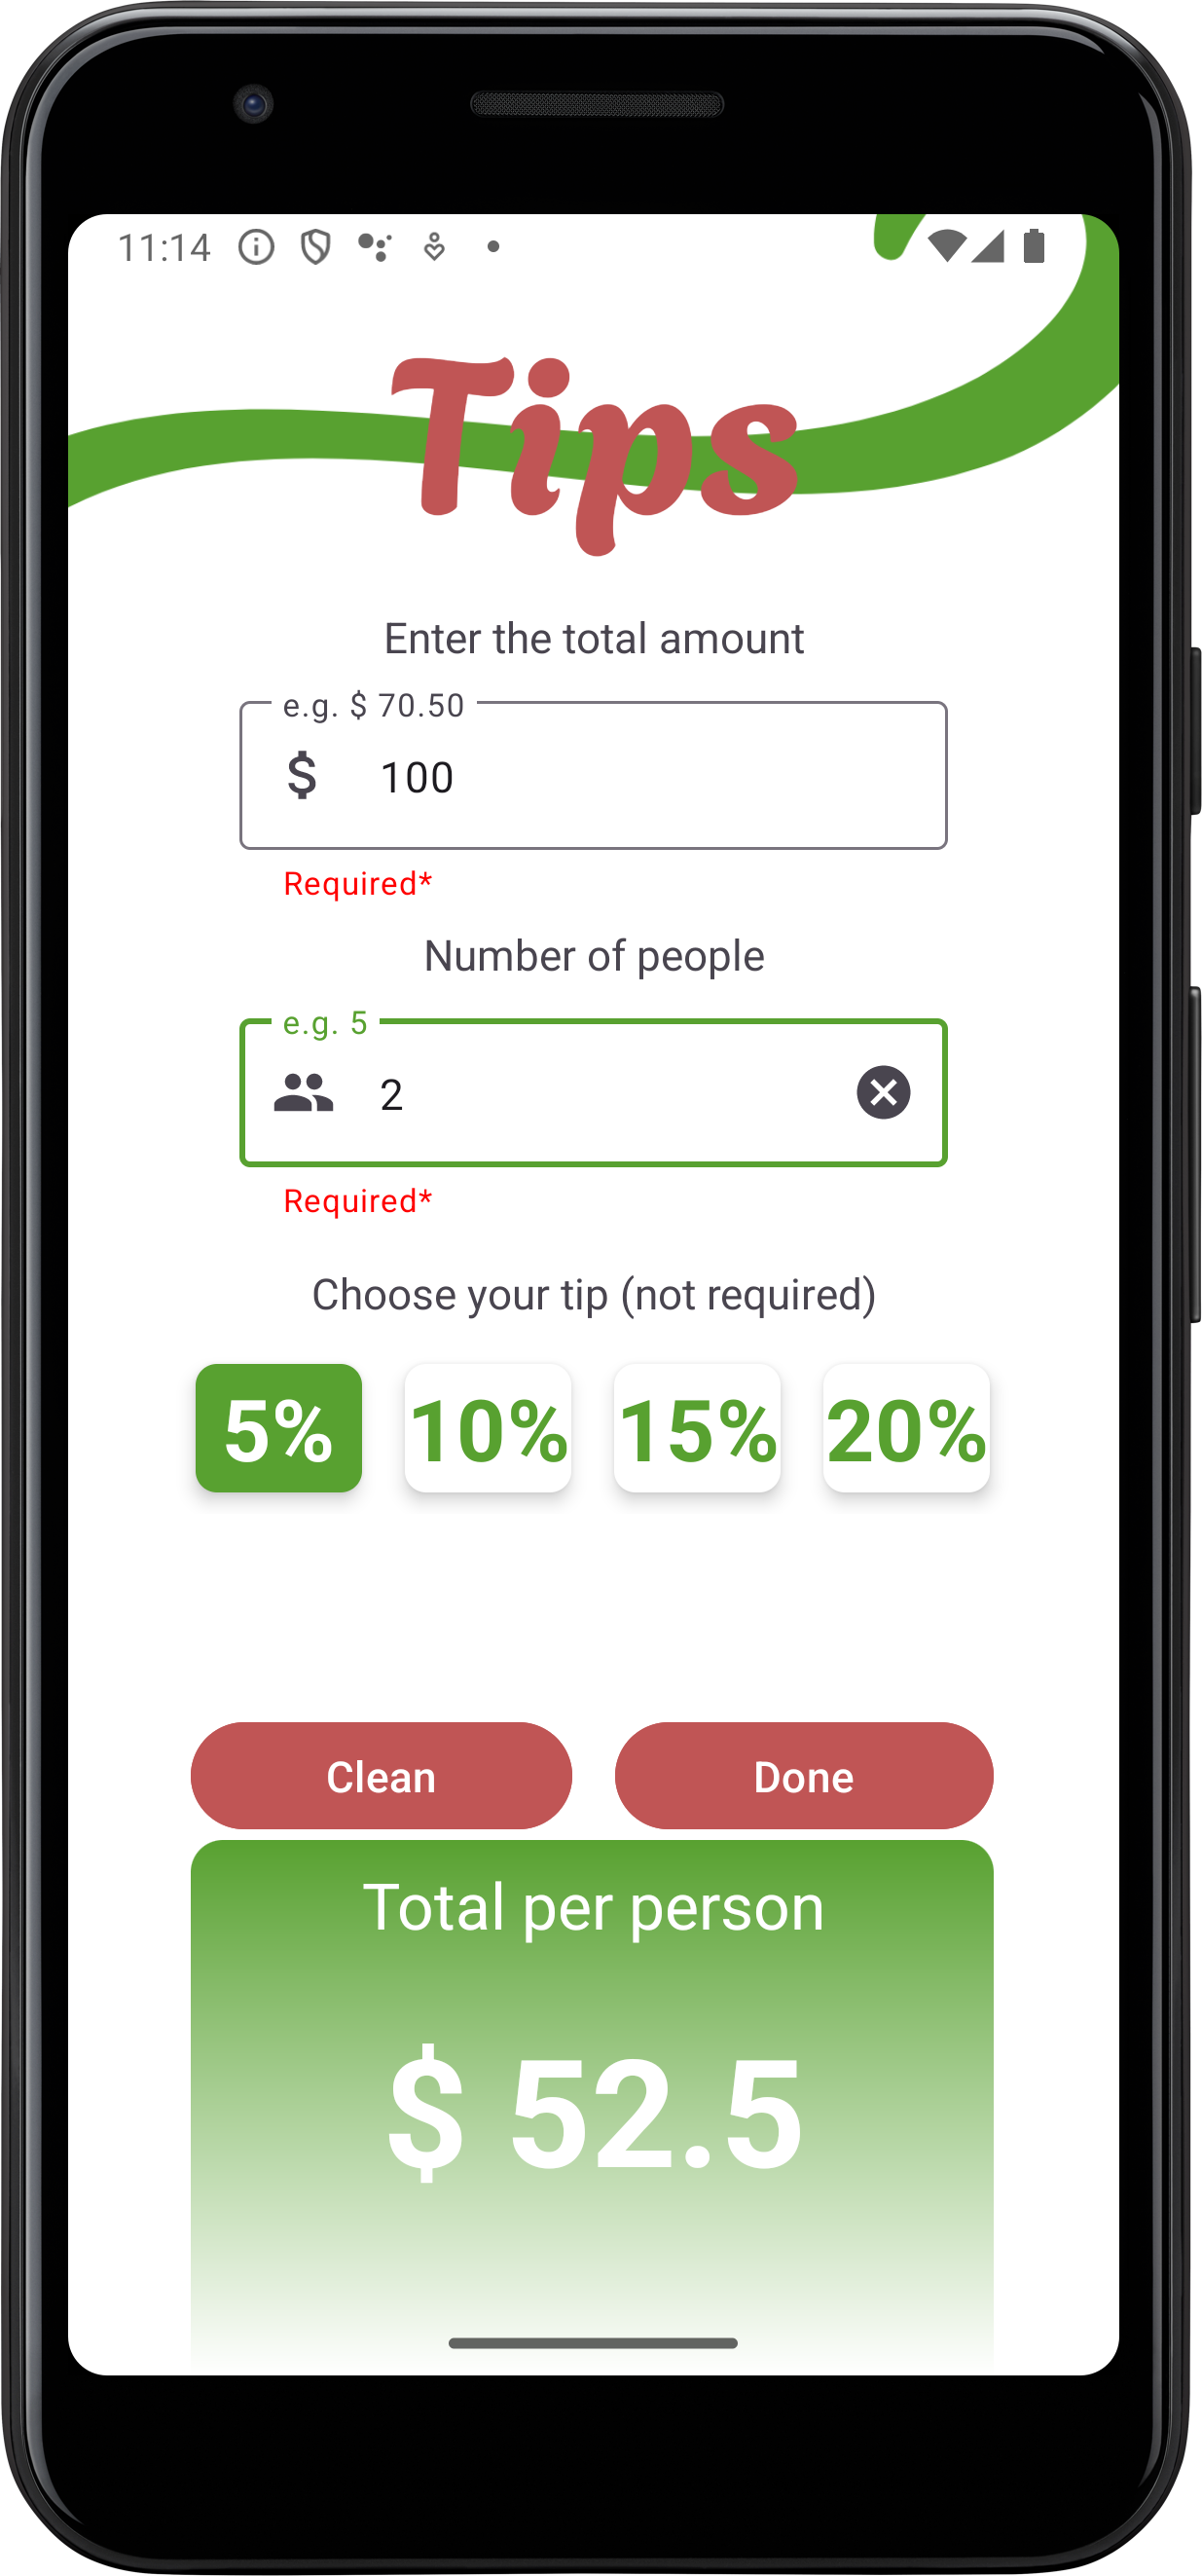 11:14
Tips
Enter the total amount
e.g. $ 70.50
$ 100
Required*
Number of people
e.g. 5
2
Required*
Choose your tip (not required)
5% 10% 15% 20%
Clean Done
Total per person
$ 52.5